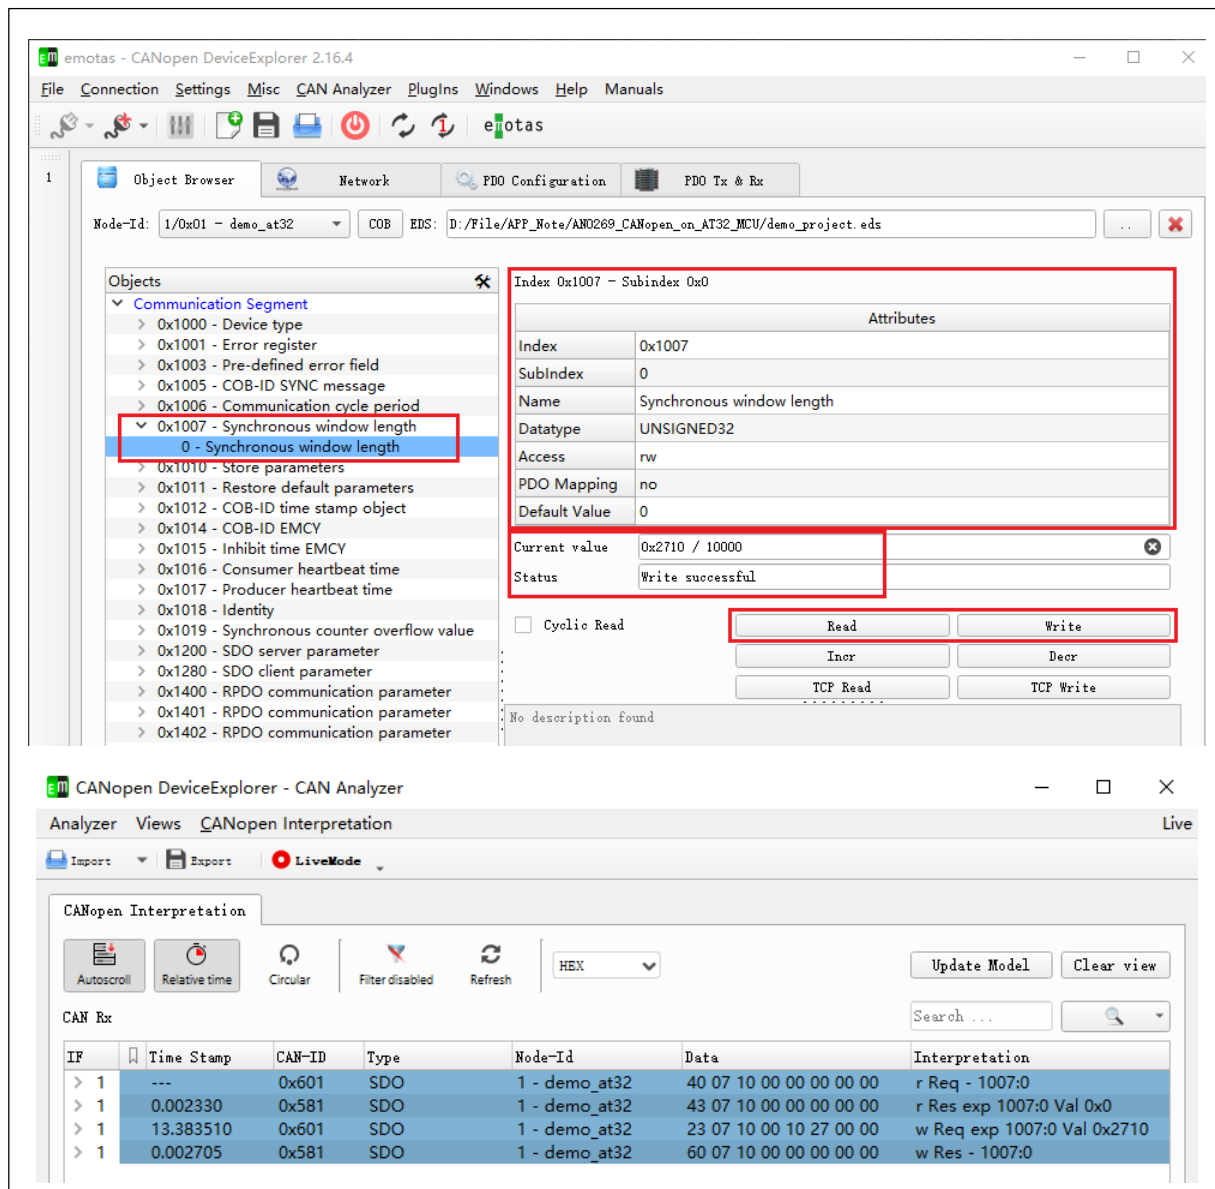 emotas - CANopen DeviceExplorer 2.16.4
File Connection Settings Misc CAN Analyzer PlugIns Windows Help Manuals
emotas
1
Object Browser Network PDO Configuration PDO Tx & Rx
Node-Id: 1/0x01 - demo_at32 COB EDS: D:/File/APP_Note/AN0269_CANopen_on_AT32_MCU/demo_project.eds ..
Objects
Communication Segment
0x1000 - Device type
0x1001 - Error register
0x1003 - Pre-defined error field
0x1005 - COB-ID SYNC message
0x1006 - Communication cycle period
0x1007 - Synchronous window length
0 - Synchronous window length
0x1010 - Store parameters
0x1011 - Restore default parameters
0x1012 - COB-ID time stamp object
0x1014 - COB-ID EMCY
0x1015 - Inhibit time EMCY
0x1016 - Consumer heartbeat time
0x1017 - Producer heartbeat time
0x1018 - Identity
0x1019 - Synchronous counter overflow value
0x1200 - SDO server parameter
0x1280 - SDO client parameter
0x1400 - RPDO communication parameter
0x1401 - RPDO communication parameter
0x1402 - RPDO communication parameter
Index 0x1007 - Subindex 0x0
Attributes
Index 0x1007
SubIndex 0
Name Synchronous window length
Datatype UNSIGNED32
Access rw
PDO Mapping no
Default Value 0
Current value 0x2710 / 10000
Status Write successful
Cyclic Read Read Write
Incr Decr
TCP Read TCP Write
No description found
CANopen DeviceExplorer - CAN Analyzer
Analyzer Views CANopen Interpretation Live
Import Export LiveMode
CANopen Interpretation
Autoscroll Relative time Circular Filter disabled Refresh HEX Update Model Clear view
CAN Rx Search ...
IF Time Stamp CAN-ID Type Node-Id Data Interpretation
1 --- 0x601 SDO 1 - demo_at32 40 07 10 00 00 00 00 00 r Req - 1007:0
1 0.002330 0x581 SDO 1 - demo_at32 43 07 10 00 00 00 00 00 r Res exp 1007:0 Val 0x0
1 13.383510 0x601 SDO 1 - demo_at32 23 07 10 00 10 27 00 00 w Req exp 1007:0 Val 0x2710
1 0.002705 0x581 SDO 1 - demo_at32 60 07 10 00 00 00 00 00 w Res - 1007:0